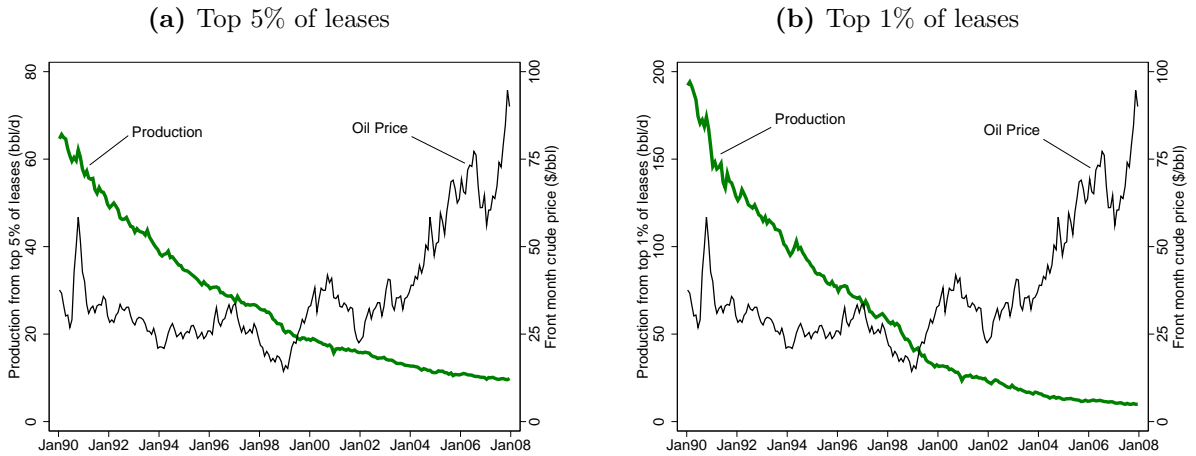 (a) Top 5% of leases
Production from top 5% of leases (bbl/d)
0
20
40
60
80
Production
Oil Price
Front month crude price ($/bbl)
0
25
50
75
100
Jan90 Jan92 Jan94 Jan96 Jan98 Jan00 Jan02 Jan04 Jan06 Jan08
(b) Top 1% of leases
Production from top 1% of leases (bbl/d)
0
50
100
150
200
Production
Oil Price
Front month crude price ($/bbl)
0
25
50
75
100
Jan90 Jan92 Jan94 Jan96 Jan98 Jan00 Jan02 Jan04 Jan06 Jan08